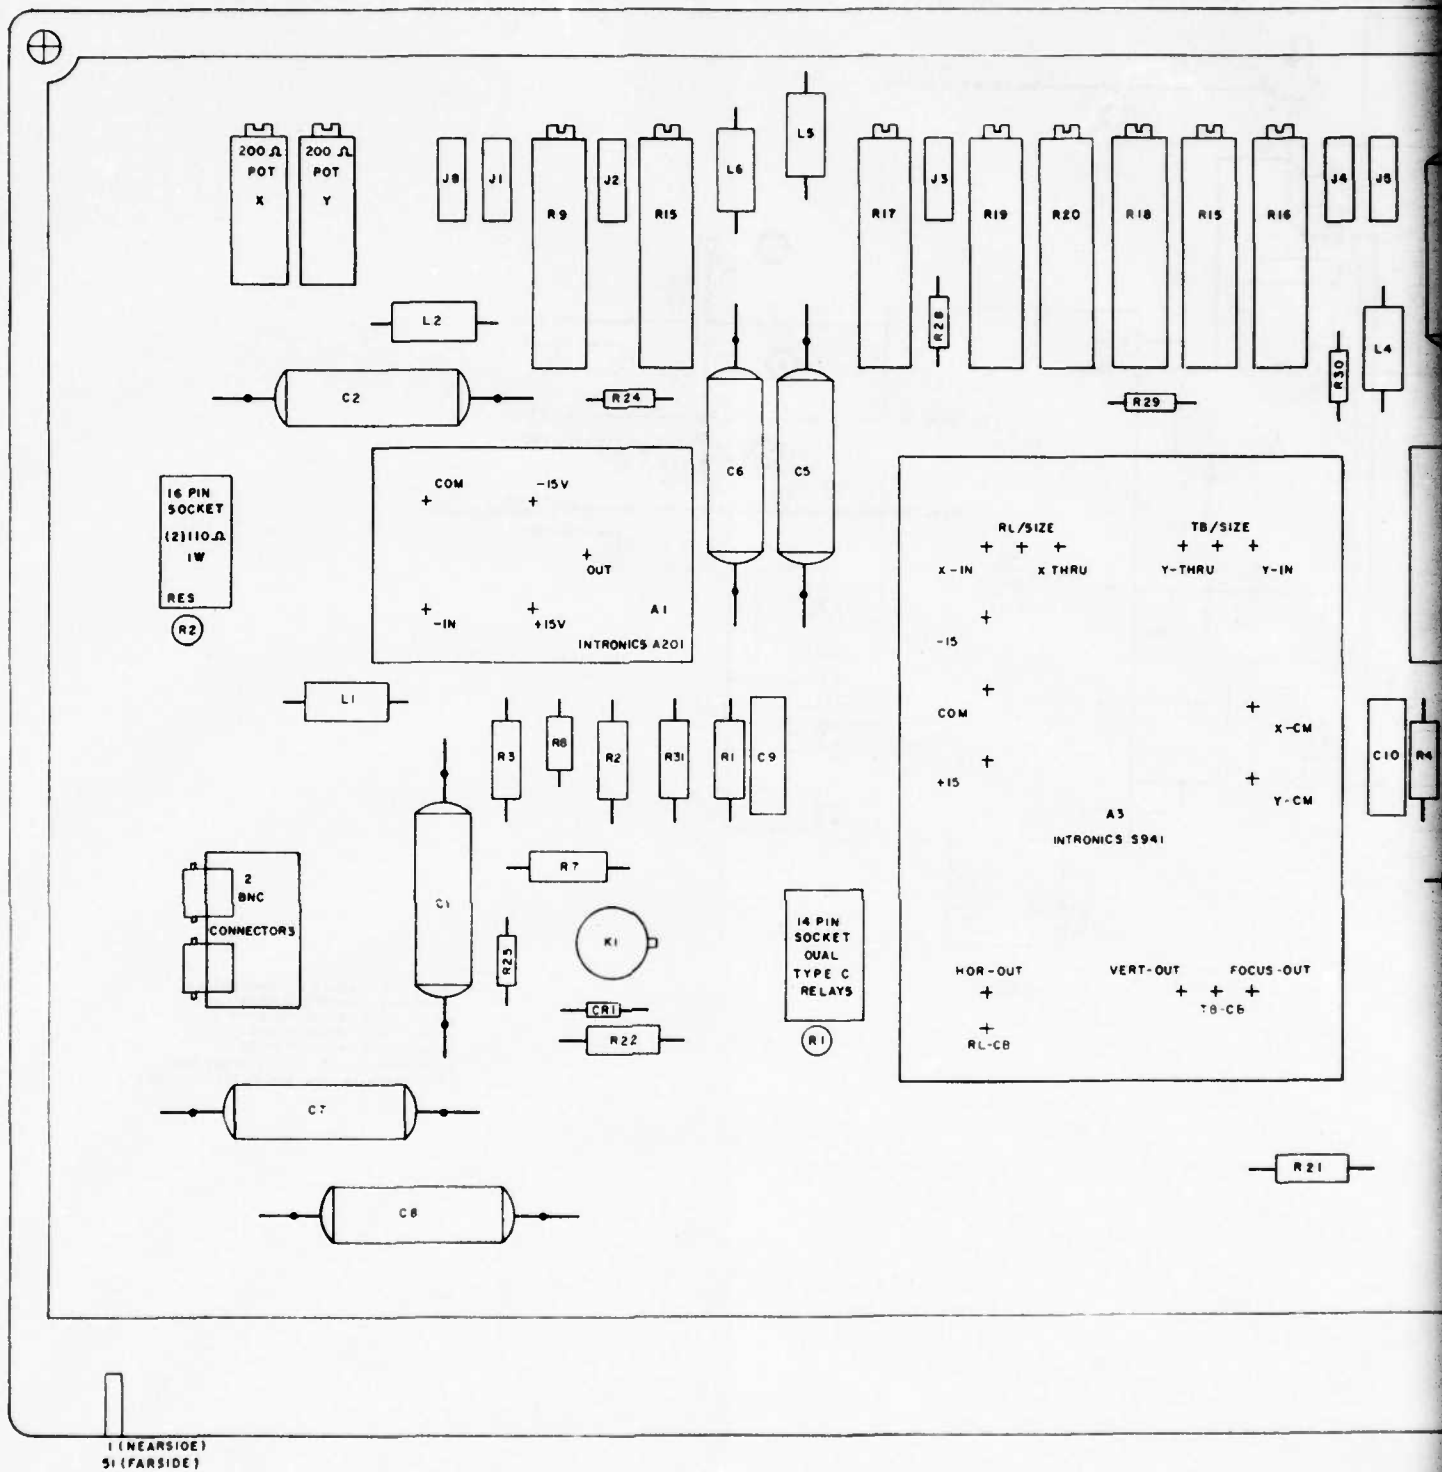 200 Ω
POT
X
200 Ω
POT
Y
J8
J1
R9
J2
R15
L6
L5
R17
J3
R19
R20
R18
R15
R16
J4
J5
L2
R28
L4
R30
C2
R24
R29
C6
C5
16 PIN
SOCKET
(2)110Ω
1W
RES
R2
COM
-15V
OUT
-IN
+15V
A1
INTRONICS A201
RL/SIZE
TB/SIZE
X-IN
X THRU
Y-THRU
Y-IN
-15
COM
+15
X-CM
Y-CM
A3
INTRONICS S941
HOR-OUT
VERT-OUT
FOCUS-OUT
TB-CB
RL-CB
L1
R3
R8
R2
R31
R1
C9
C10
R4
R7
2
BNC
CONNECTORS
C1
R25
K1
CR1
R22
14 PIN
SOCKET
DUAL
TYPE C
RELAYS
R1
C7
C8
R21
1 (NEARSIDE)
51 (FARSIDE)